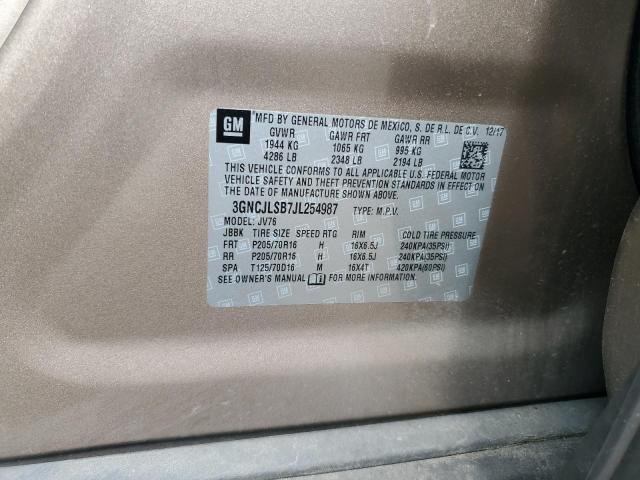 GM MFD BY GENERAL MOTORS DE MEXICO, S. DE R.L. DE C.V. 12/17
GVWR GAWR FRT GAWR RR
1944 KG 1065 KG 995 KG
4286 LB 2348 LB 2194 LB
THIS VEHICLE CONFORMS TO ALL APPLICABLE U.S. FEDERAL MOTOR
VEHICLE SAFETY, BUMPER, AND THEFT PREVENTION STANDARDS IN
EFFECT ON THE DATE OF MANUFACTURE SHOWN ABOVE.
3GNCJLSB7JL254987 TYPE: M.P.V.
MODEL: JV76
JBBK TIRE SIZE SPEED RTG RIM COLD TIRE PRESSURE
FRT P205/70R16 H 16X6.5J 240KPA(35PSI)
RR P205/70R16 H 16X6.5J 240KPA(35PSI)
SPA T125/70D16 M 16X4T 420KPA(60PSI)
SEE OWNER'S MANUAL FOR MORE INFORMATION.